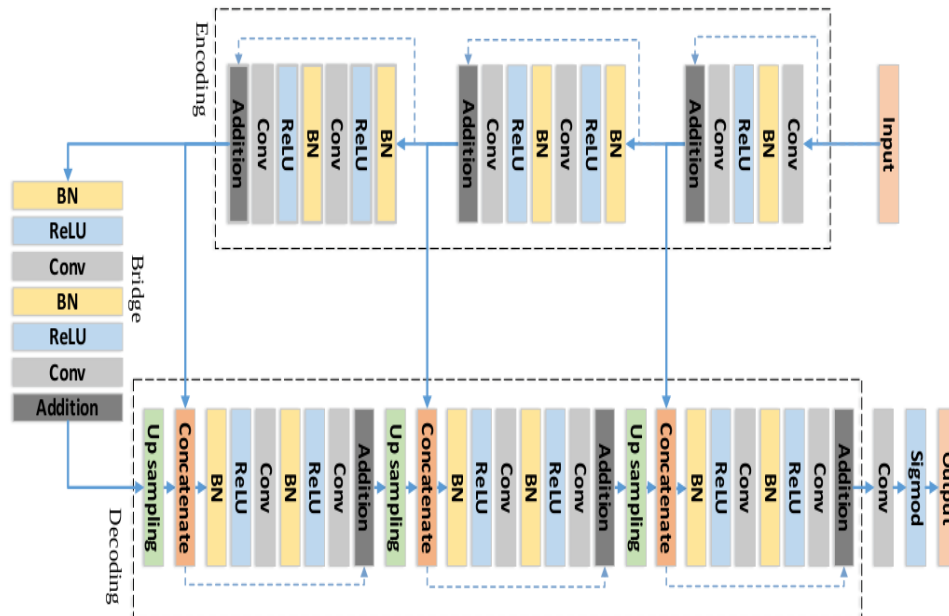 Encoding
Input
Conv
BN
ReLU
Conv
Addition
BN
ReLU
Conv
BN
ReLU
Conv
Addition
BN
ReLU
Conv
BN
ReLU
Conv
Addition
Bridge
BN
ReLU
Conv
BN
ReLU
Conv
Addition
Decoding
Up sampling
Concatenate
BN
ReLU
Conv
BN
ReLU
Conv
Addition
Up sampling
Concatenate
BN
ReLU
Conv
BN
ReLU
Conv
Addition
Up sampling
Concatenate
BN
ReLU
Conv
BN
ReLU
Conv
Addition
Conv
Sigmod
Output